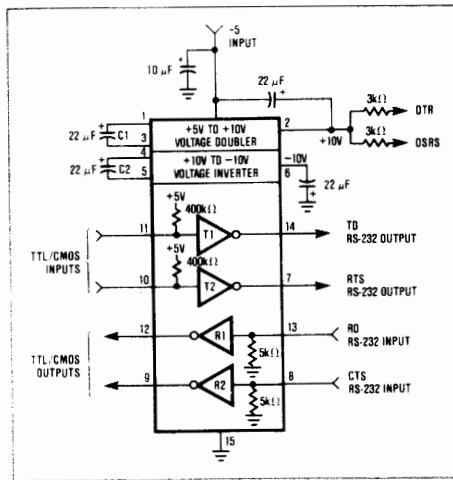 -5
INPUT
10 µF
+
22 µF
+
1
2
3kΩ
DTR
3kΩ
DSRS
+10V
22 µF
+
C1
3
+5V TO +10V
VOLTAGE DOUBLER
4
22 µF
+
C2
5
+10V TO -10V
VOLTAGE INVERTER
-10V
6
+
22 µF
+5V
400kΩ
TTL/CMOS
INPUTS
11
T1
14
TD
RS-232 OUTPUT
+5V
400kΩ
10
T2
7
RTS
RS-232 OUTPUT
TTL/CMOS
OUTPUTS
12
R1
13
RD
RS-232 INPUT
5kΩ
9
R2
8
CTS
RS-232 INPUT
5kΩ
15